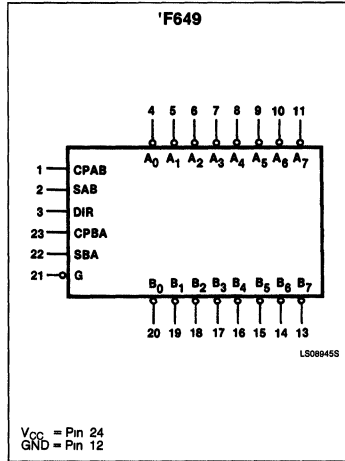 'F649
4 5 6 7 8 9 10 11
A0 A1 A2 A3 A4 A5 A6 A7
1 CPAB
2 SAB
3 DIR
23 CPBA
22 SBA
21 G
B0 B1 B2 B3 B4 B5 B6 B7
20 19 18 17 16 15 14 13
LS08945S
VCC = Pin 24
GND = Pin 12